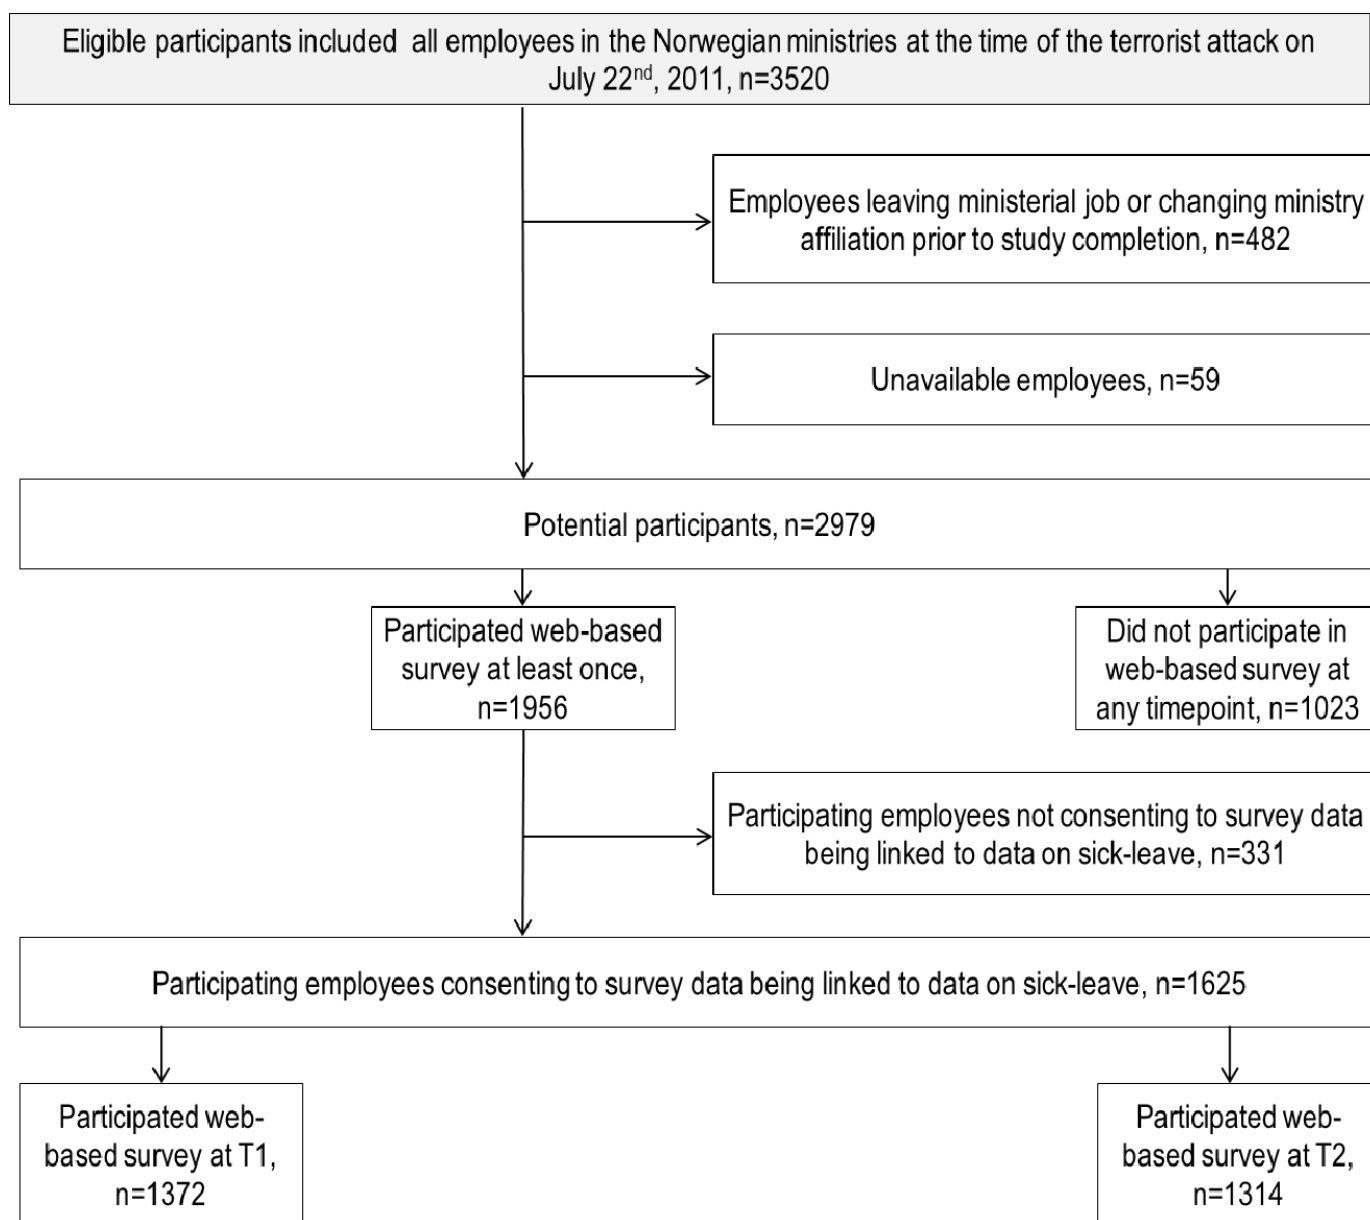 Eligible participants included all employees in the Norwegian ministries at the time of the terrorist attack on
July 22nd, 2011, n=3520
Employees leaving ministerial job or changing ministry
affiliation prior to study completion, n=482
Unavailable employees, n=59
Potential participants, n=2979
Participated web-based
survey at least once,
n=1956
Did not participate in
web-based survey at
any timepoint, n=1023
Participating employees not consenting to survey data
being linked to data on sick-leave, n=331
Participating employees consenting to survey data being linked to data on sick-leave, n=1625
Participated web-
based survey at T1,
n=1372
Participated web-
based survey at T2,
n=1314